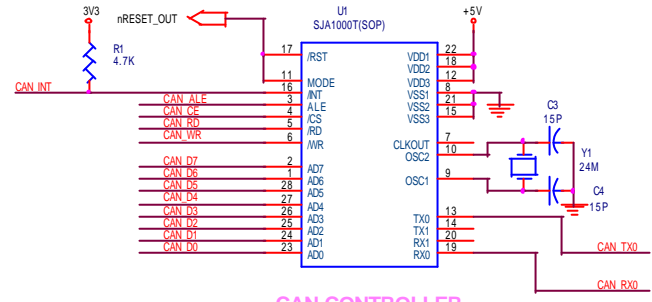 3V3
nRESET_OUT
U1
SJA1000T(SOP)
+5V
R1
4.7K
17 /RST
11 MODE
CAN_INT 16 /INT
CAN_ALE 3 ALE
CAN_CE 4 /CS
CAN_RD 5 /RD
CAN_WR 6 /WR
CAN_D7 2 AD7
CAN_D6 1 AD6
CAN_D5 28 AD5
CAN_D4 27 AD4
CAN_D3 26 AD3
CAN_D2 25 AD2
CAN_D1 24 AD1
CAN_D0 23 AD0
VDD1 22
VDD2 18
VDD3 12
VSS1 8
VSS2 21
VSS3 15
CLKOUT 7
OSC2 10
OSC1 9
TX0 13
TX1 14
RX1 20
RX0 19
C3
15P
Y1
24M
C4
15P
CAN_TX0
CAN_RX0
CAN CONTROLLER